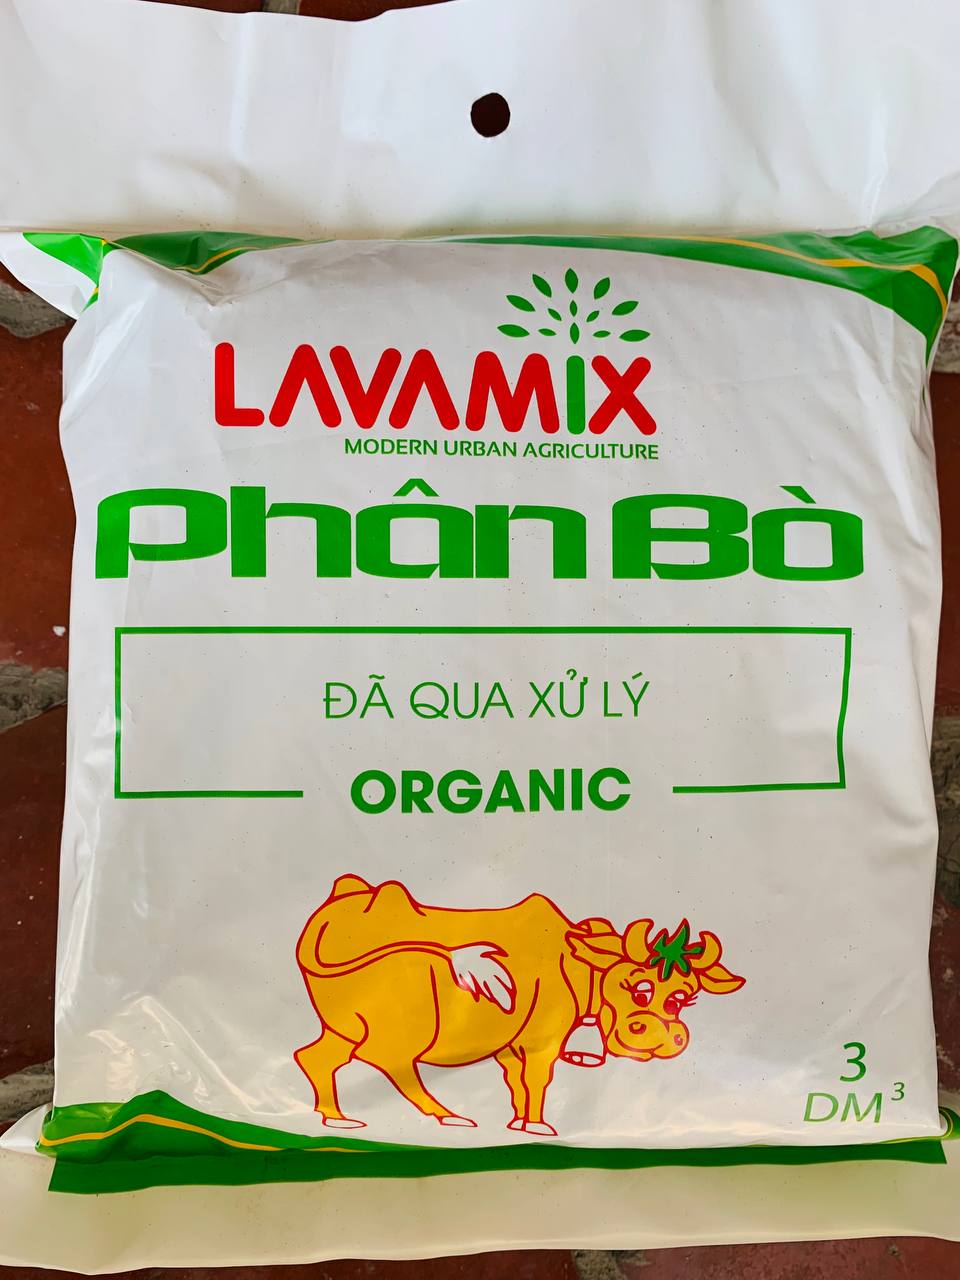 LAVAMIX
MODERN URBAN AGRICULTURE
Phân Bò
ĐÃ QUA XỬ LÝ
ORGANIC
3
DM³